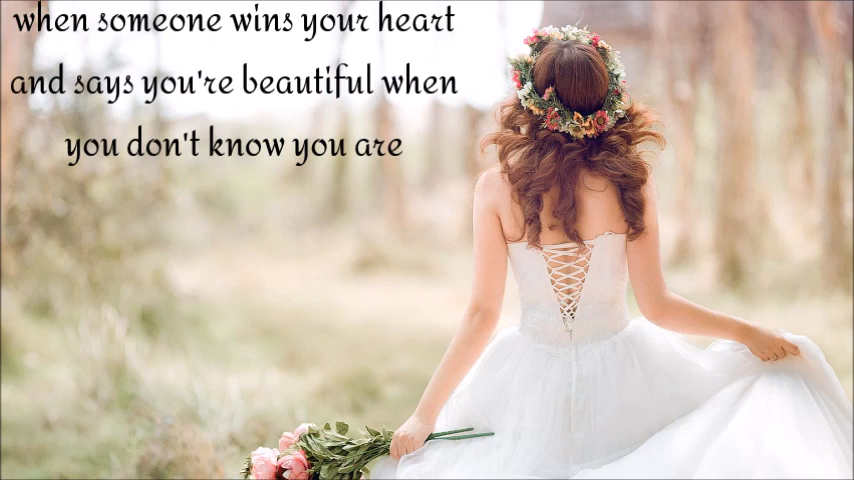 when someone wins your heart
and says you're beautiful when
you don't know you are